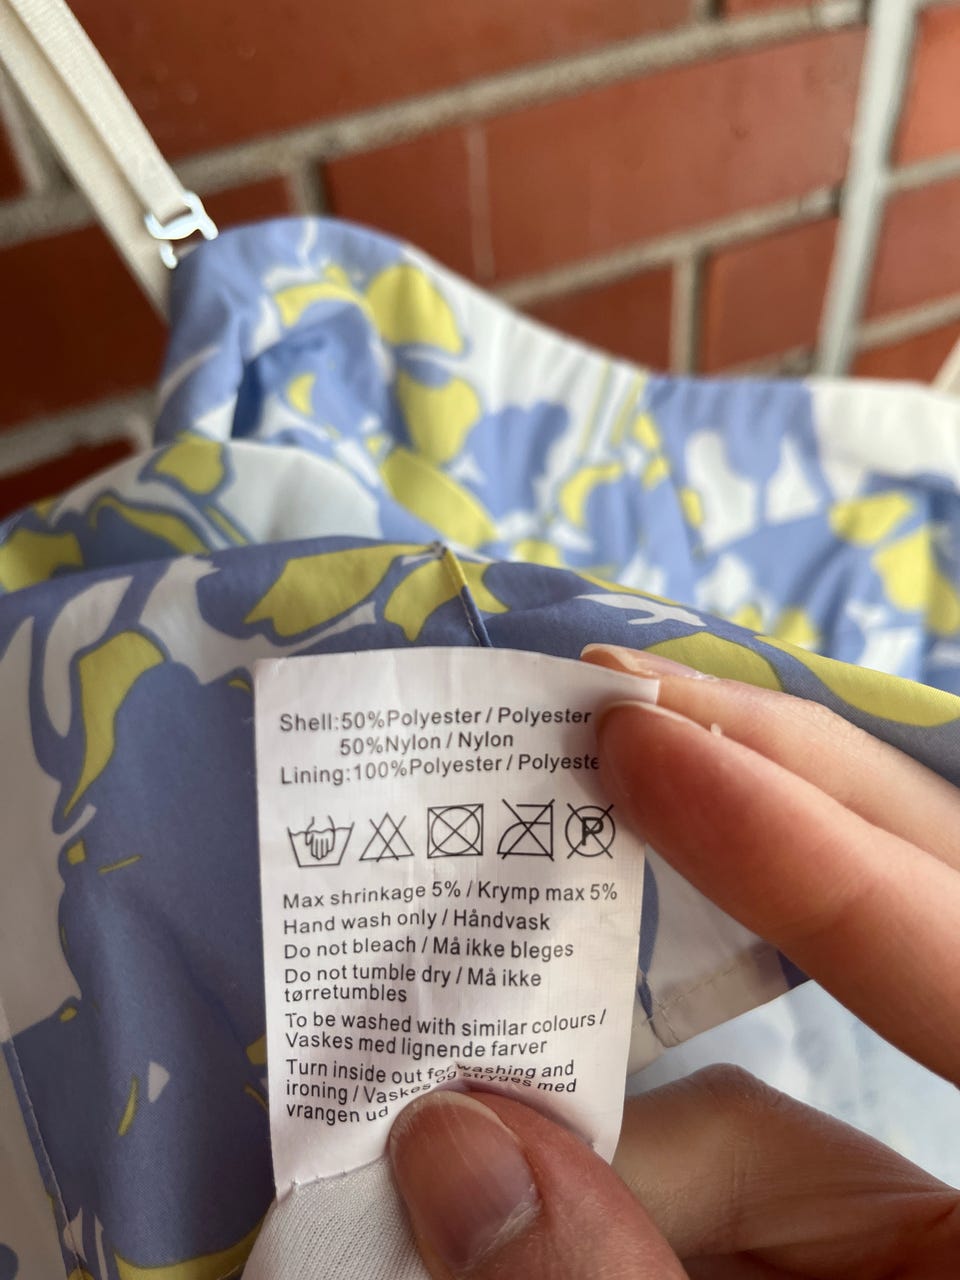 Shell:50%Polyester / Polyester
50%Nylon / Nylon
Lining:100%Polyester / Polyeste
P
Max shrinkage 5% / Krymp max 5%
Hand wash only / Håndvask
Do not bleach / Må ikke bleges
Do not tumble dry / Må ikke
tørretumbles
To be washed with similar colours /
Vaskes med lignende farver
Turn inside out for washing and
ironing / Vaskes og stryges med
vrangen ud